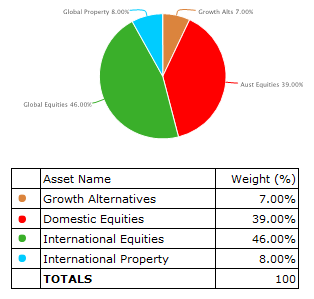 Global Property 8.00%
Growth Alts 7.00%
Aust Equities 39.00%
Global Equities 46.00%
Asset Name Weight (%)
Growth Alternatives 7.00%
Domestic Equities 39.00%
International Equities 46.00%
International Property 8.00%
TOTALS 100